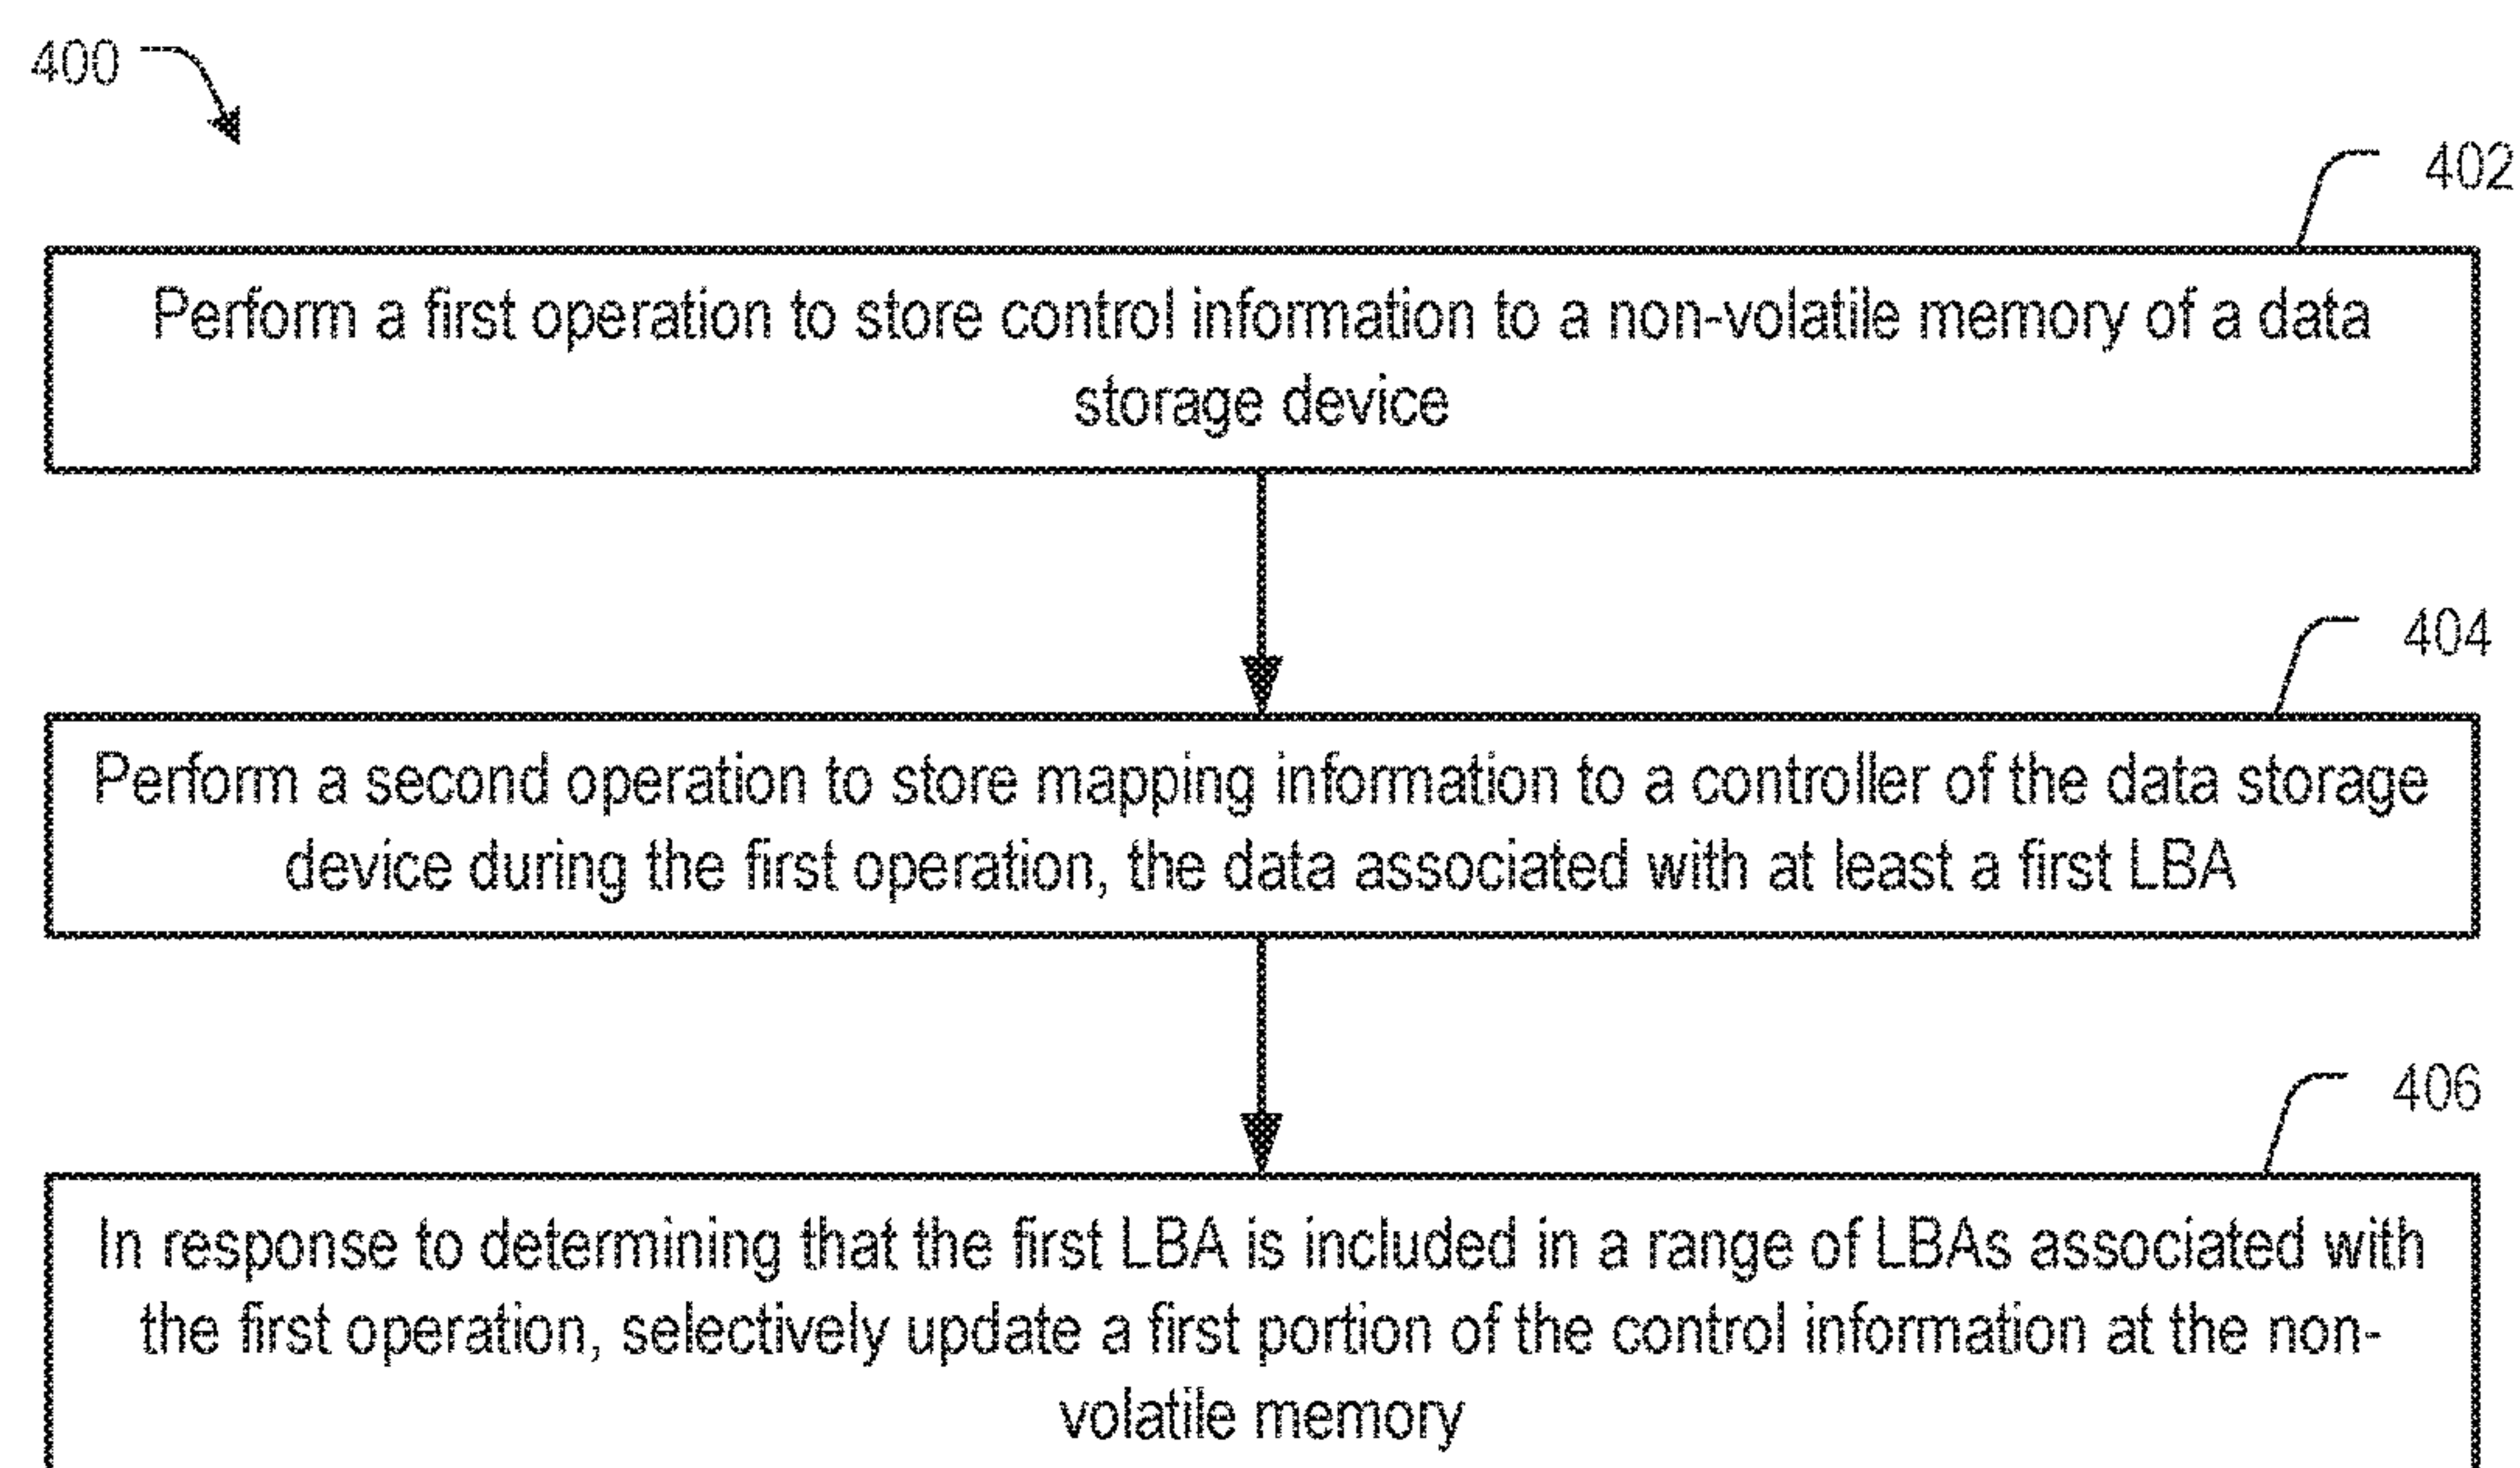 400
402
Perform a first operation to store control information to a non-volatile memory of a data
storage device
404
Perform a second operation to store mapping information to a controller of the data storage
device during the first operation, the data associated with at least a first LBA
406
In response to determining that the first LBA is included in a range of LBAs associated with
the first operation, selectively update a first portion of the control information at the non-
volatile memory